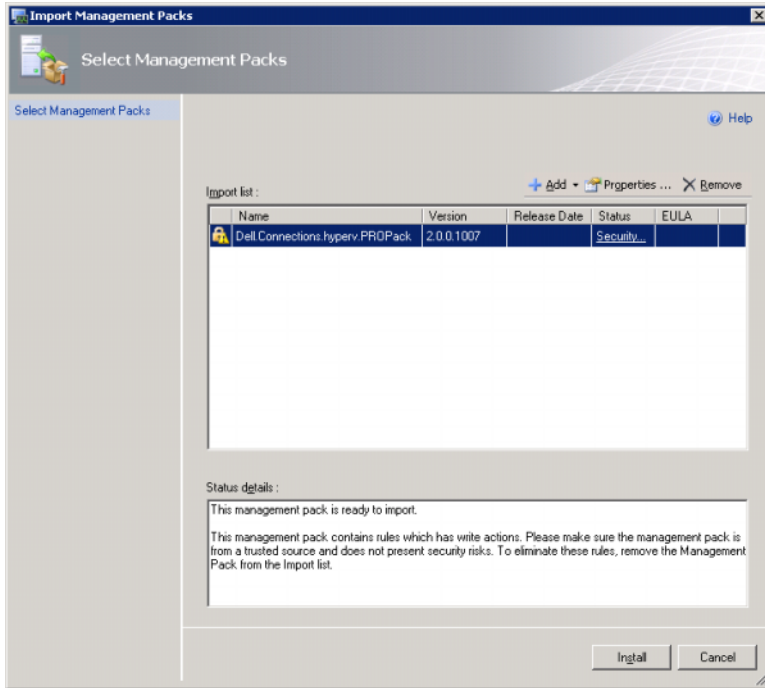 Import Management Packs
Select Management Packs
Select Management Packs
Help
Import list :
Add
Properties ...
Remove
Name Version Release Date Status EULA
Dell.Connections.hyperv.PROPack 2.0.0.1007 Security...
Status details :
This management pack is ready to import.
This management pack contains rules which has write actions. Please make sure the management pack is
from a trusted source and does not present security risks. To eliminate these rules, remove the Management
Pack from the Import list.
Install
Cancel